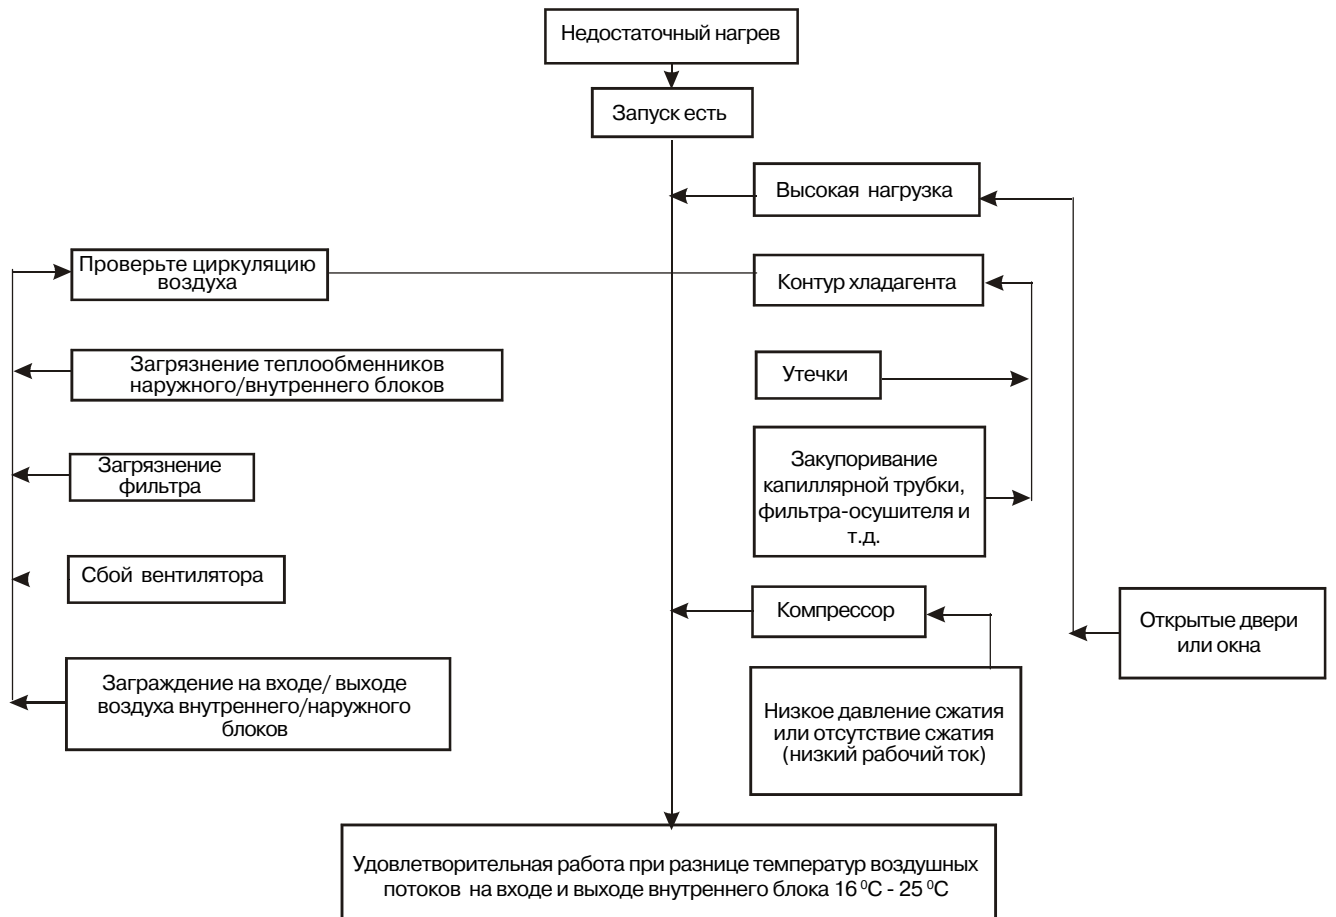 Недостаточный нагрев
Запуск есть
Высокая нагрузка
Проверьте циркуляцию
воздуха
Контур хладагента
Загрязнение теплообменников
наружного/внутреннего блоков
Утечки
Загрязнение
фильтра
Закупоривание
капиллярной трубки,
фильтра-осушителя и
т.д.
Сбой вентилятора
Компрессор
Открытые двери
или окна
Заграждение на входе/ выходе
воздуха внутреннего/наружного
блоков
Низкое давление сжатия
или отсутствие сжатия
(низкий рабочий ток)
Удовлетворительная работа при разнице температур воздушных
потоков на входе и выходе внутреннего блока 16 ⁰С - 25 ⁰С